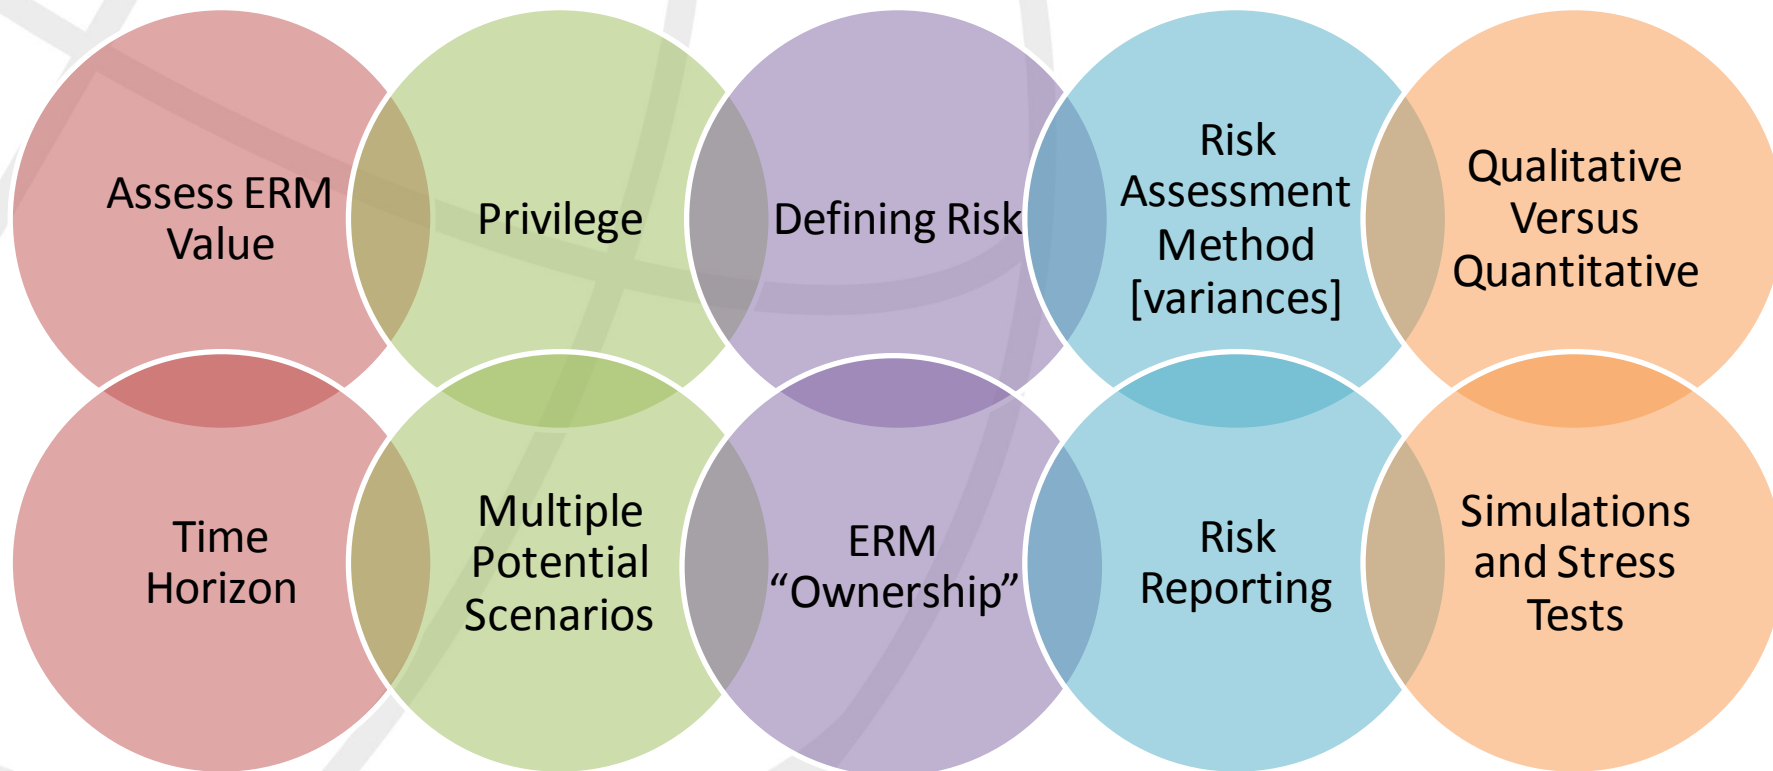 Assess ERM
Value
Privilege
Defining Risk
Risk
Assessment
Method
[variances]
Qualitative
Versus
Quantitative
Time
Horizon
Multiple
Potential
Scenarios
ERM
“Ownership”
Risk
Reporting
Simulations
and Stress
Tests